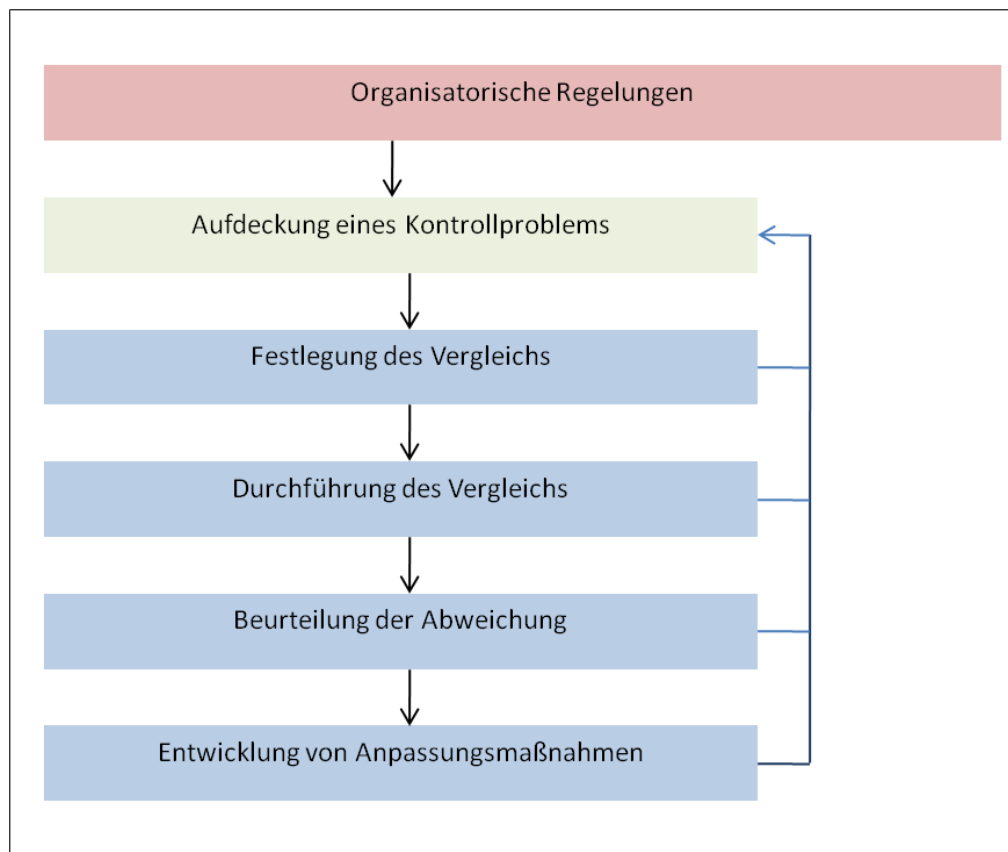 Organisatorische Regelungen
Aufdeckung eines Kontrollproblems
Festlegung des Vergleichs
Durchführung des Vergleichs
Beurteilung der Abweichung
Entwicklung von Anpassungsmaßnahmen